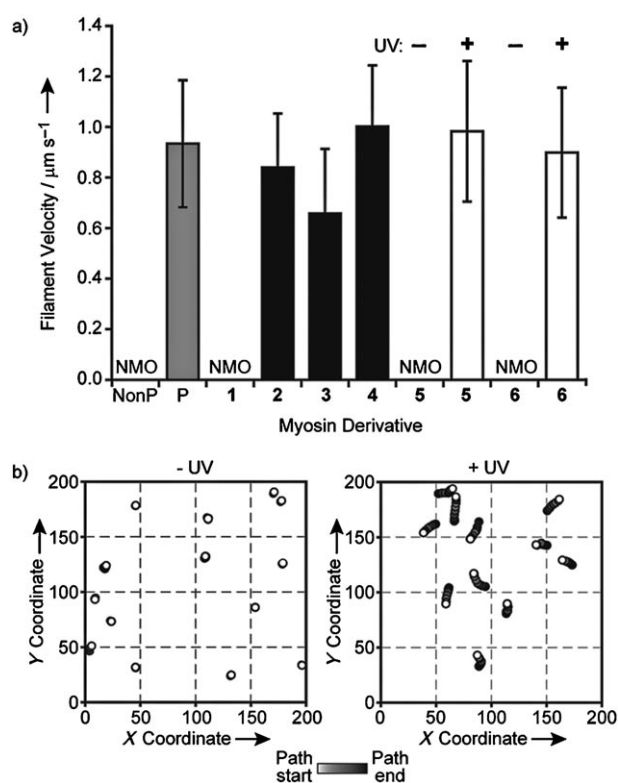 a)
UV: – + – +
Filament Velocity / μm s⁻¹ →
1.4
1.2
1.0
0.8
0.6
0.4
0.2
0.0
NMO NMO NMO NMO
NonP P 1 2 3 4 5 5 6 6
Myosin Derivative
b)
- UV
+ UV
Y Coordinate →
200
150
100
50
0
0 50 100 150 200
X Coordinate →
Y Coordinate →
200
150
100
50
0
50 100 150 200
X Coordinate →
Path start
Path end